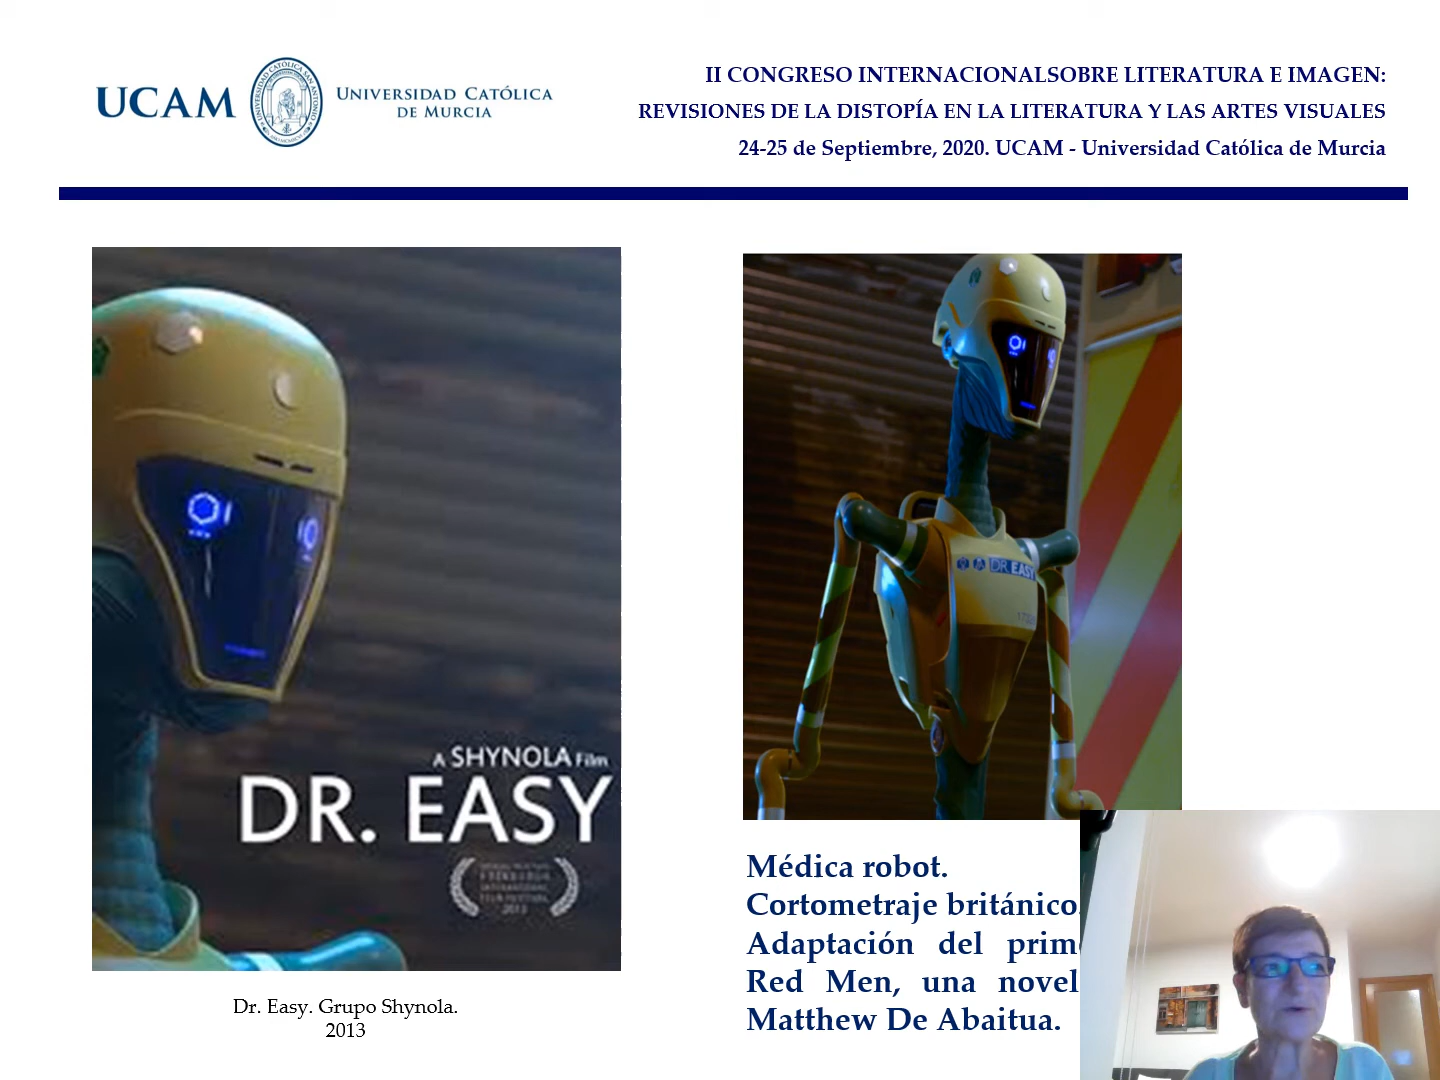 UCAM
UNIVERSIDAD CATÓLICA
DE MURCIA
II CONGRESO INTERNACIONALSOBRE LITERATURA E IMAGEN:
REVISIONES DE LA DISTOPÍA EN LA LITERATURA Y LAS ARTES VISUALES
24-25 de Septiembre, 2020. UCAM - Universidad Católica de Murcia
A SHYNOLA Film
DR. EASY
INTERNATIONAL
2013
Dr. Easy. Grupo Shynola.
2013
DR. EASY
Médica robot.
Cortometraje británico.
Adaptación del
Red Men, una
Matthew De Abaitua.